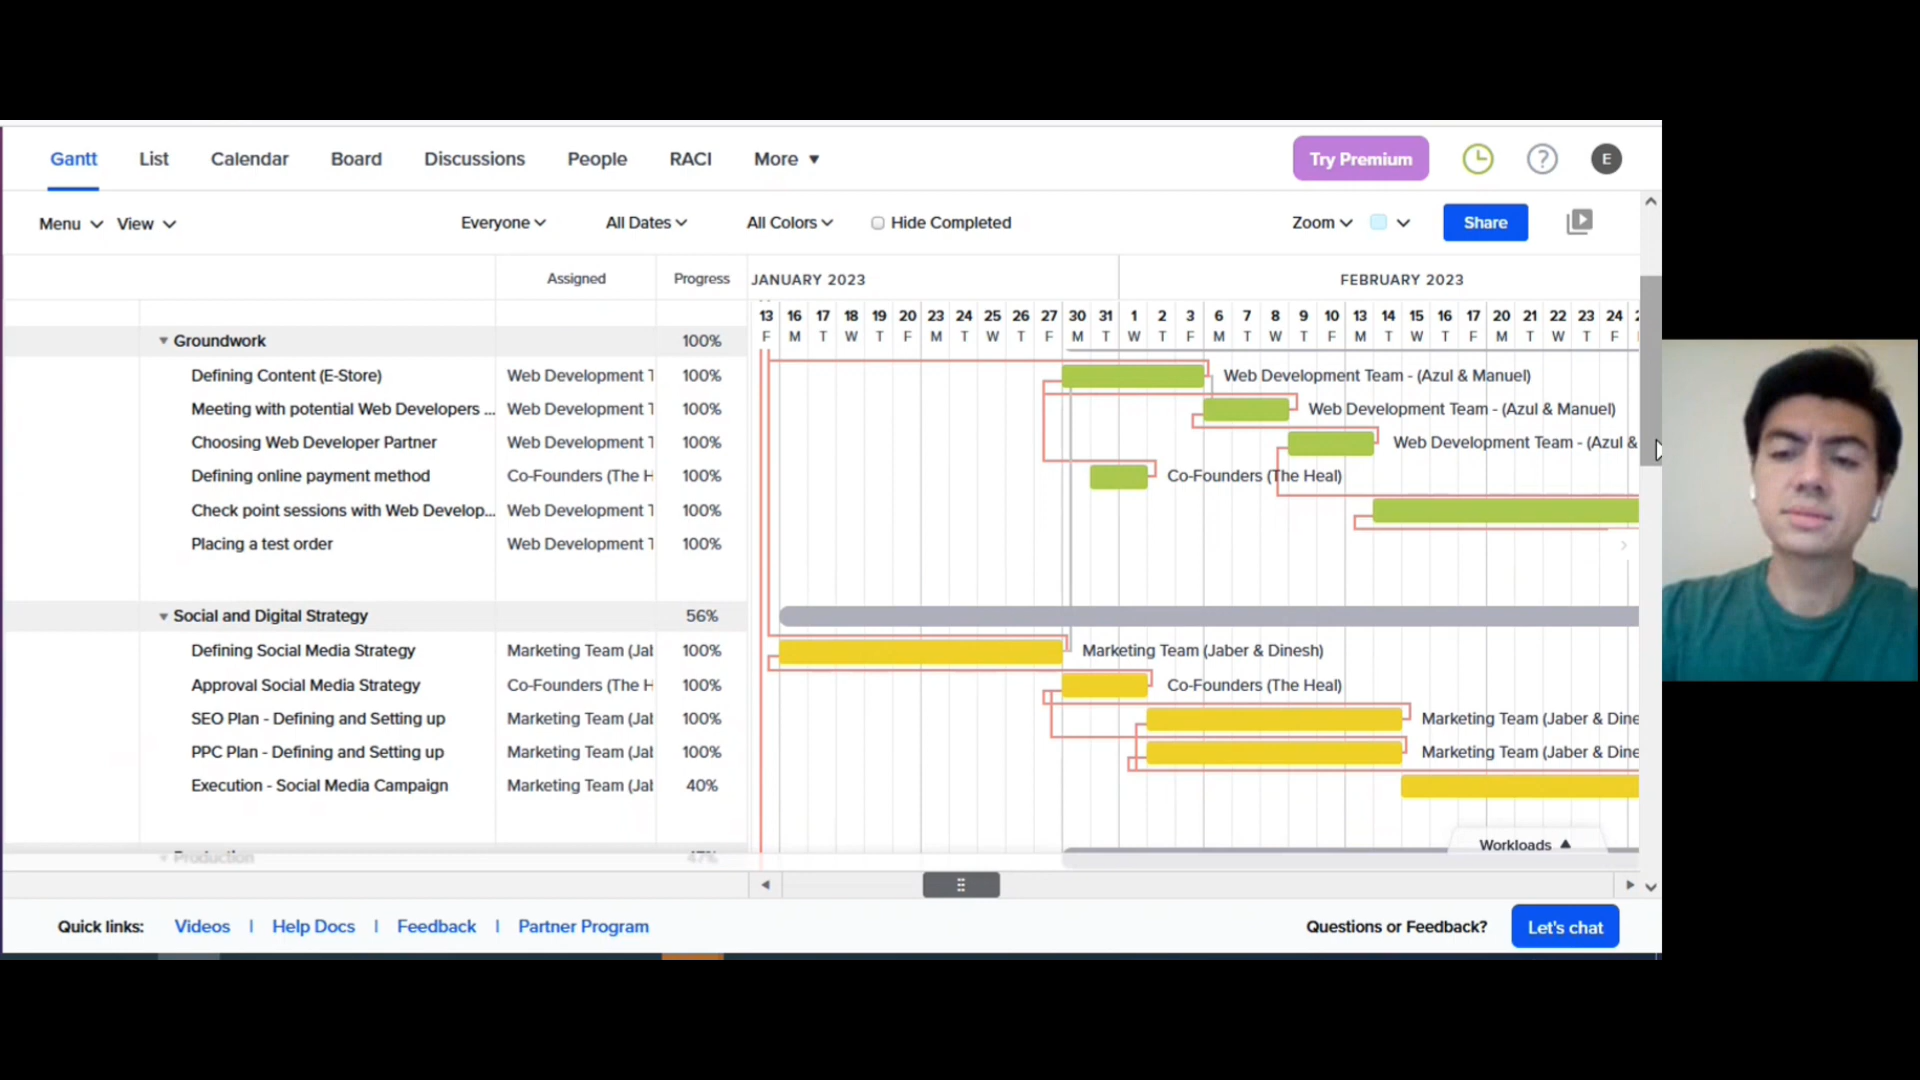 Gantt List Calendar Board Discussions People RACI More Try Premium ? E
Menu View Everyone All Dates All Colors Hide Completed Zoom Share
Assigned Progress JANUARY 2023 FEBRUARY 2023
13 16 17 18 19 20 23 24 25 26 27 30 31 1 2 3 6 7 8 9 10 13 14 15 16 17 20 21 22 23 24
F M T W T F M T W T F M T W T F M T W T F M T W T F M T W T F
Groundwork 100%
Defining Content (E-Store) Web Development T 100% Web Development Team - (Azul & Manuel)
Meeting with potential Web Developers ... Web Development T 100% Web Development Team - (Azul & Manuel)
Choosing Web Developer Partner Web Development T 100% Web Development Team - (Azul &
Defining online payment method Co-Founders (The H 100% Co-Founders (The Heal)
Check point sessions with Web Develop... Web Development T 100%
Placing a test order Web Development T 100%
Social and Digital Strategy 56%
Defining Social Media Strategy Marketing Team (Jal 100% Marketing Team (Jaber & Dinesh)
Approval Social Media Strategy Co-Founders (The H 100% Co-Founders (The Heal)
SEO Plan - Defining and Setting up Marketing Team (Jal 100% Marketing Team (Jaber & Dine
PPC Plan - Defining and Setting up Marketing Team (Jal 100% Marketing Team (Jaber & Dine
Execution - Social Media Campaign Marketing Team (Jal 40%
Workloads
Production 47%
Quick links: Videos | Help Docs | Feedback | Partner Program Questions or Feedback? Let's chat